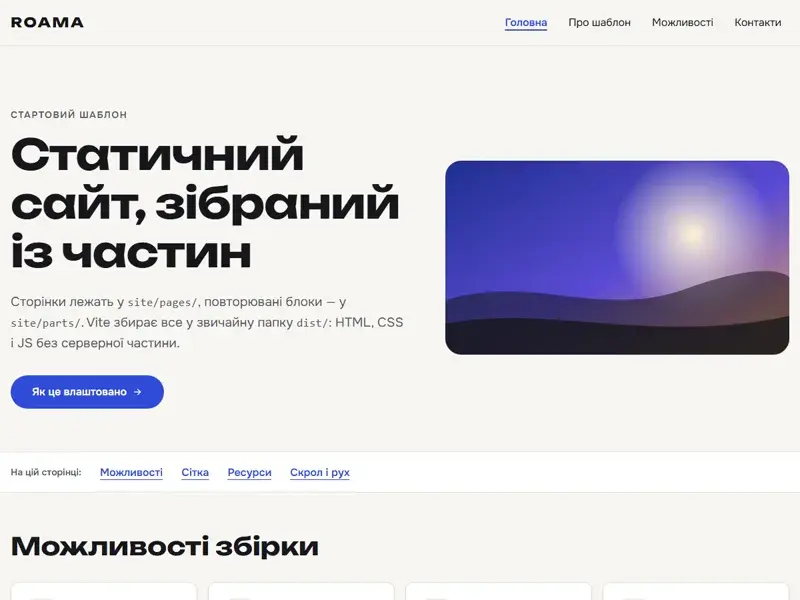 ROAMA
Головна
Про шаблон
Можливості
Контакти
СТАРТОВИЙ ШАБЛОН
Статичний
сайт, зібраний
із частин
Сторінки лежать у site/pages/, повторювані блоки — у
site/parts/. Vite збирає все у звичайну папку dist/: HTML, CSS
і JS без серверної частини.
Як це влаштовано →
На цій сторінці:
Можливості
Сітка
Ресурси
Скрол і рух
Можливості збірки